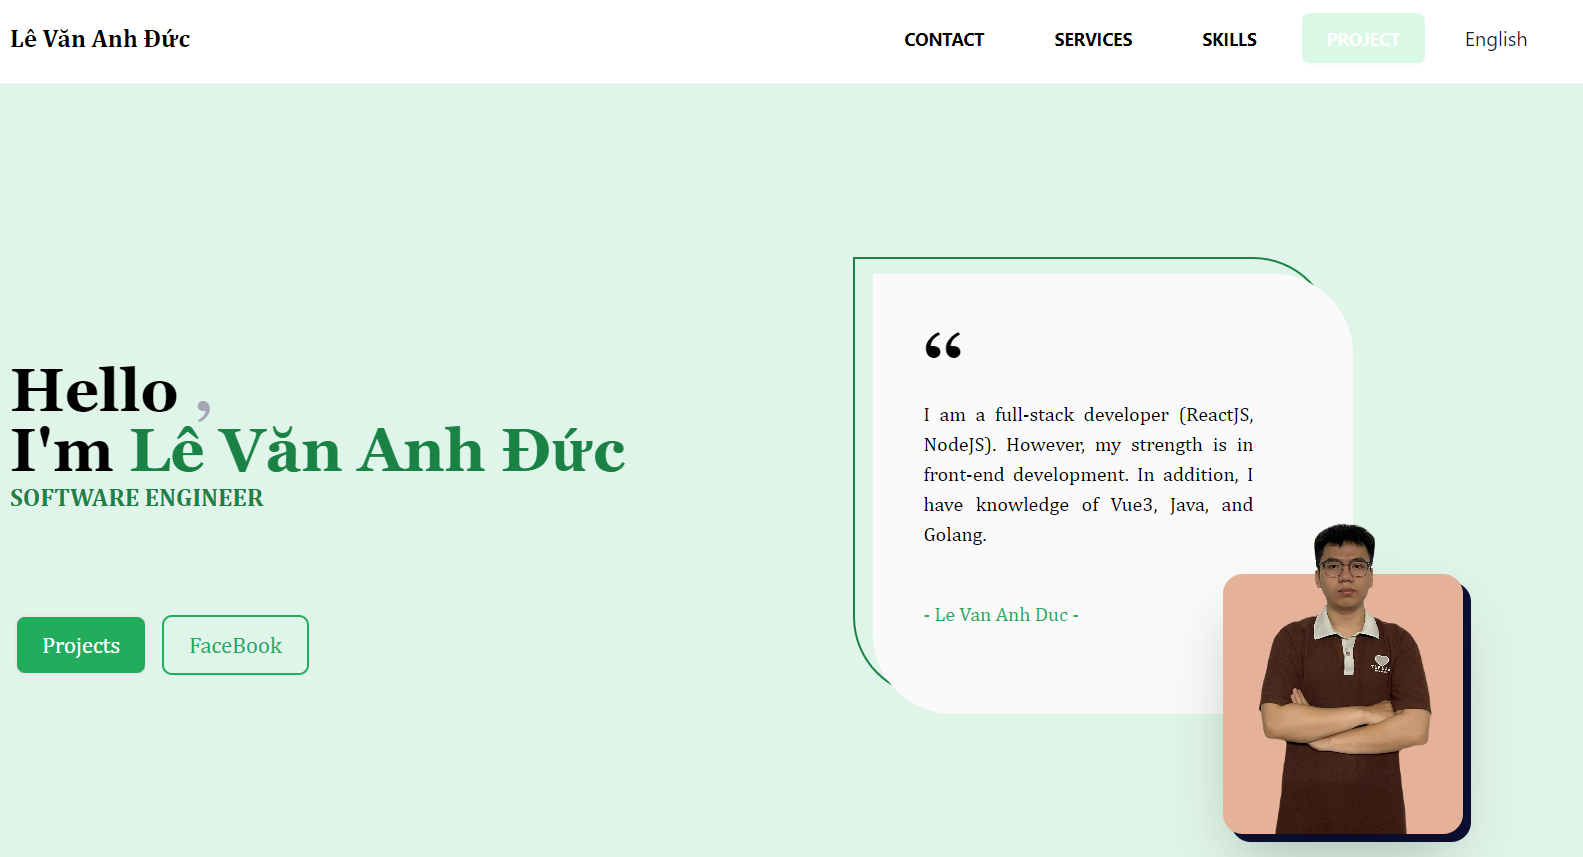 Lê Văn Anh Đức
CONTACT
SERVICES
SKILLS
PROJECT
English
Hello ,
I'm Lê Văn Anh Đức
SOFTWARE ENGINEER
Projects
FaceBook
“
I am a full-stack developer (ReactJS,
NodeJS). However, my strength is in
front-end development. In addition, I
have knowledge of Vue3, Java, and
Golang.
- Le Van Anh Duc -